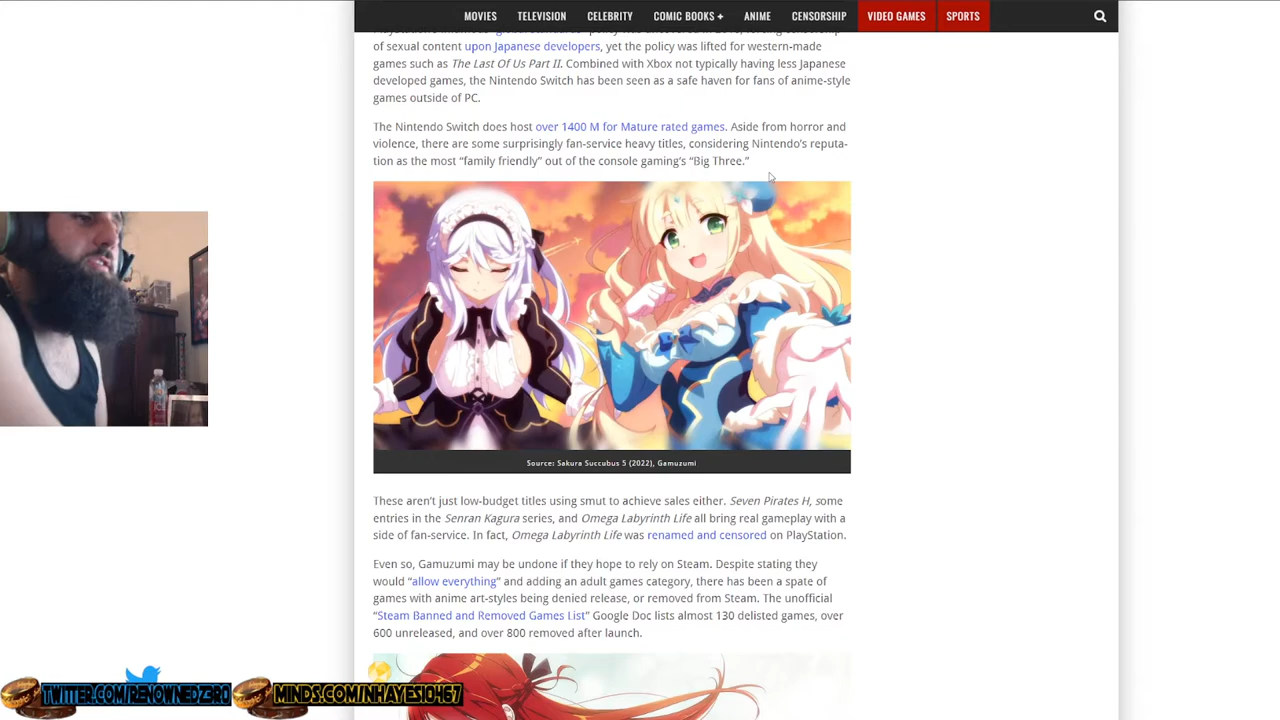 MOVIES TELEVISION CELEBRITY COMIC BOOKS + ANIME CENSORSHIP VIDEO GAMES SPORTS
of sexual content upon Japanese developers, yet the policy was lifted for western-made
games such as The Last Of Us Part II. Combined with Xbox not typically having less Japanese
developed games, the Nintendo Switch has been seen as a safe haven for fans of anime-style
games outside of PC.
The Nintendo Switch does host over 1400 M for Mature rated games. Aside from horror and
violence, there are some surprisingly fan-service heavy titles, considering Nintendo's reputa-
tion as the most “family friendly” out of the console gaming's “Big Three.”
Source: Sakura Succubus 5 (2022), Gamuzumi
These aren't just low-budget titles using smut to achieve sales either. Seven Pirates H, some
entries in the Senran Kagura series, and Omega Labyrinth Life all bring real gameplay with a
side of fan-service. In fact, Omega Labyrinth Life was renamed and censored on PlayStation.
Even so, Gamuzumi may be undone if they hope to rely on Steam. Despite stating they
would “allow everything” and adding an adult games category, there has been a spate of
games with anime art-styles being denied release, or removed from Steam. The unofficial
“Steam Banned and Removed Games List” Google Doc lists almost 130 delisted games, over
600 unreleased, and over 800 removed after launch.
TWITTER.COM/RENOWNEDZ3R0 MINDS.COM/NHAYES10467